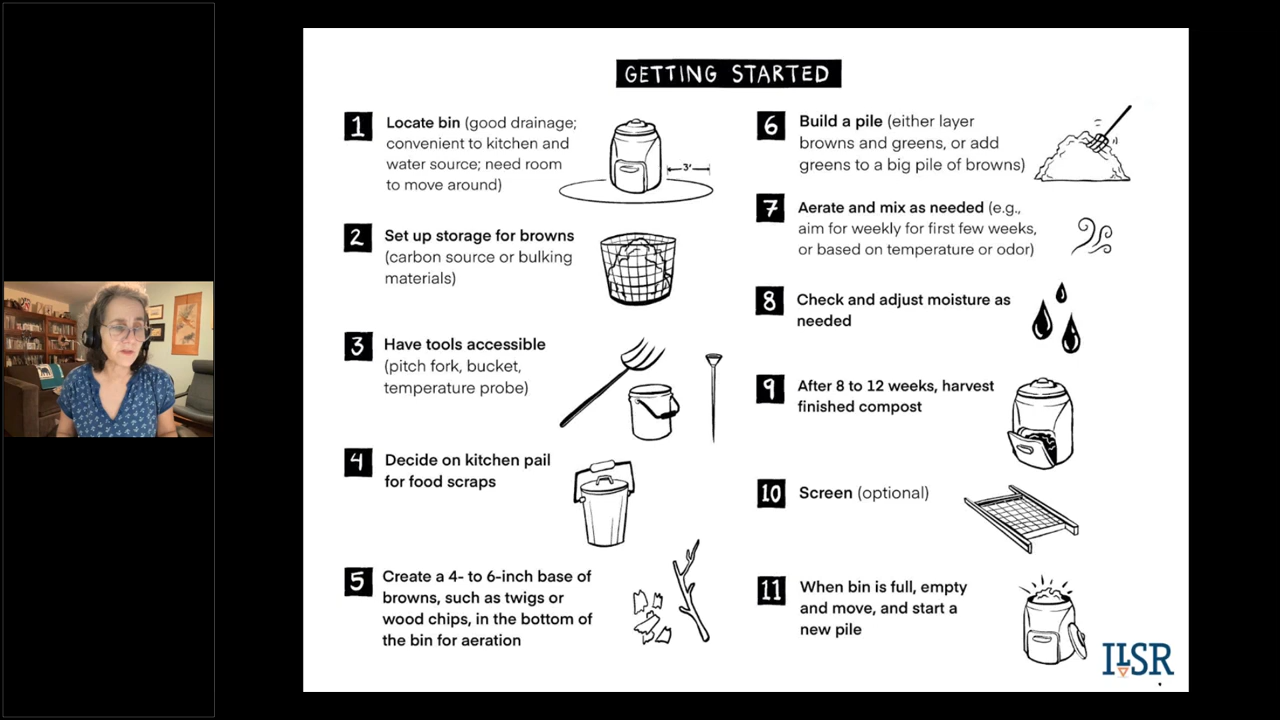 GETTING STARTED
1
Locate bin (good drainage;
convenient to kitchen and
water source; need room
to move around)
3'
2
Set up storage for browns
(carbon source or bulking
materials)
3
Have tools accessible
(pitch fork, bucket,
temperature probe)
4
Decide on kitchen pail
for food scraps
5
Create a 4- to 6-inch base of
browns, such as twigs or
wood chips, in the bottom of
the bin for aeration
6
Build a pile (either layer
browns and greens, or add
greens to a big pile of browns)
7
Aerate and mix as needed (e.g.,
aim for weekly for first few weeks,
or based on temperature or odor)
8
Check and adjust moisture as
needed
9
After 8 to 12 weeks, harvest
finished compost
10
Screen (optional)
11
When bin is full, empty
and move, and start a
new pile
ILSR